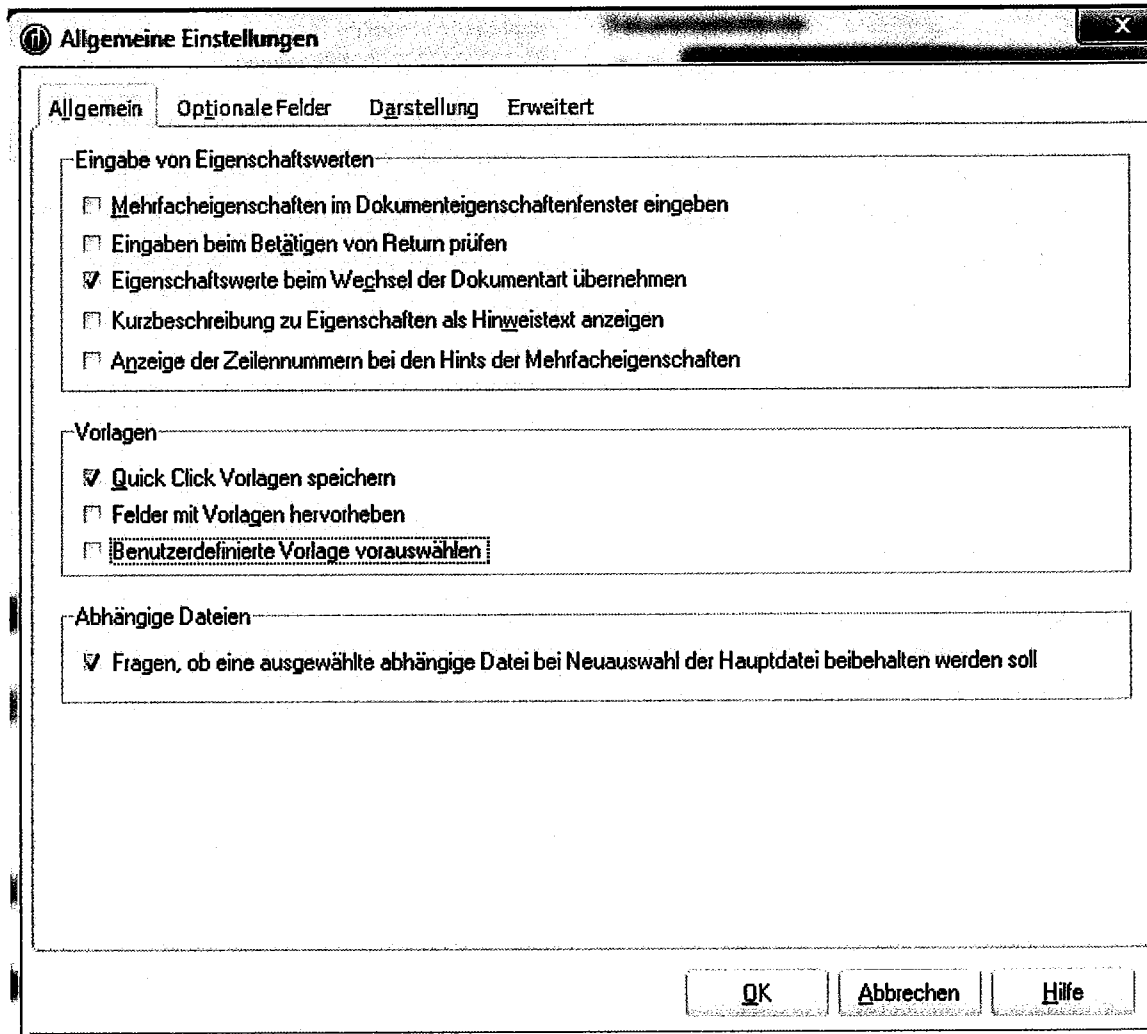 Allgemeine Einstellungen
Allgemein Optionale Felder Darstellung Erweitert
Eingabe von Eigenschaftswerten
Mehrfacheigenschaften im Dokumenteigenschaftenfenster eingeben
Eingaben beim Betätigen von Return prüfen
Eigenschaftswerte beim Wechsel der Dokumentart übernehmen
Kurzbeschreibung zu Eigenschaften als Hinweistext anzeigen
Anzeige der Zeilennummern bei den Hints der Mehrfacheigenschaften
Vorlagen
Quick Click Vorlagen speichern
Felder mit Vorlagen hervorheben
Benutzerdefinierte Vorlage vorauswählen
Abhängige Dateien
Fragen, ob eine ausgewählte abhängige Datei bei Neuauswahl der Hauptdatei beibehalten werden soll
OK Abbrechen Hilfe